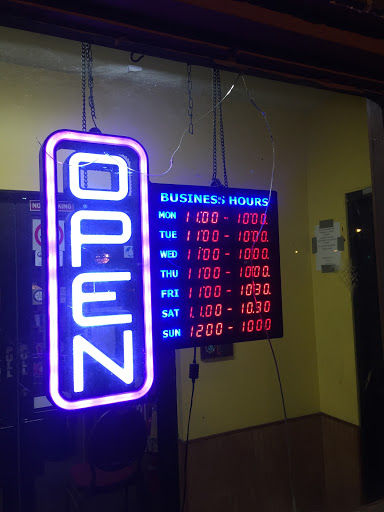 OPEN
BUSINESS HOURS
MON 11:00 - 10:00
TUE 11:00 - 10:00
WED 11:00 - 10:00
THU 11:00 - 10:00
FRI 11:00 - 10:30
SAT 11:00 - 10:30
SUN 12:00 - 10:00